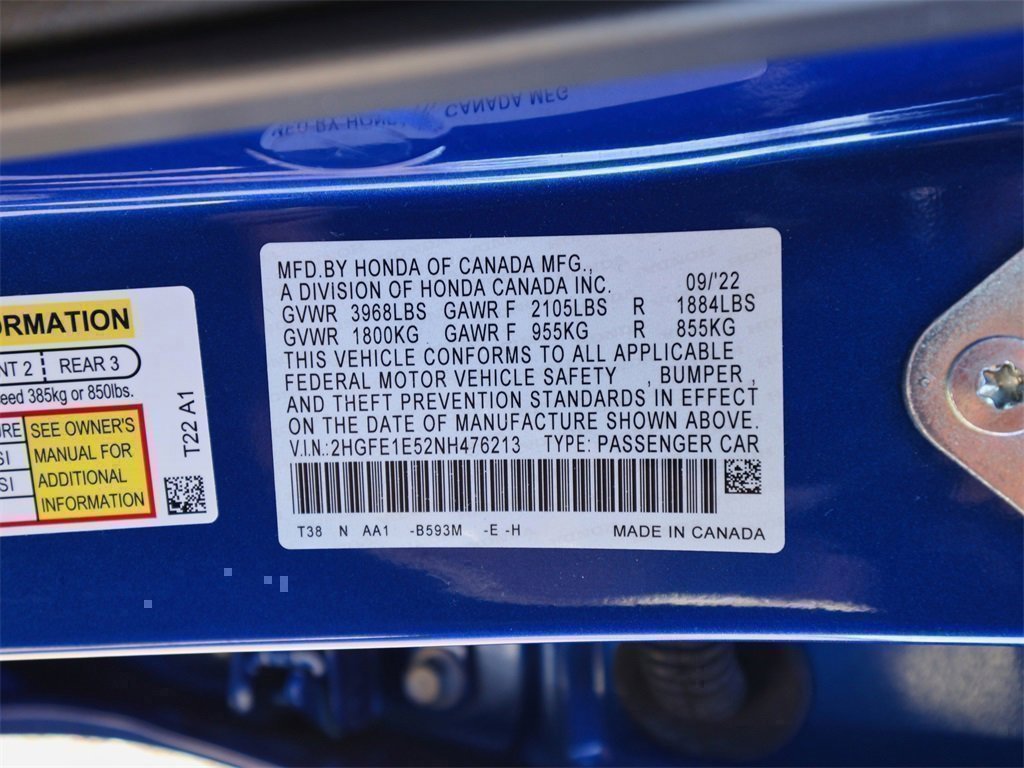 MFD.BY HONDA OF CANADA MFG.,
A DIVISION OF HONDA CANADA INC. 09/'22
GVWR 3968LBS GAWR F 2105LBS R 1884LBS
GVWR 1800KG GAWR F 955KG R 855KG
THIS VEHICLE CONFORMS TO ALL APPLICABLE
FEDERAL MOTOR VEHICLE SAFETY , BUMPER ,
AND THEFT PREVENTION STANDARDS IN EFFECT
ON THE DATE OF MANUFACTURE SHOWN ABOVE.
V.I.N.:2HGFE1E52NH476213 TYPE: PASSENGER CAR
T38 N AA1 -B593M -E -H MADE IN CANADA
ORMATION
NT 2 REAR 3
eed 385kg or 850lbs.
URE SEE OWNER'S
SI MANUAL FOR
SI ADDITIONAL
INFORMATION
T22 A1